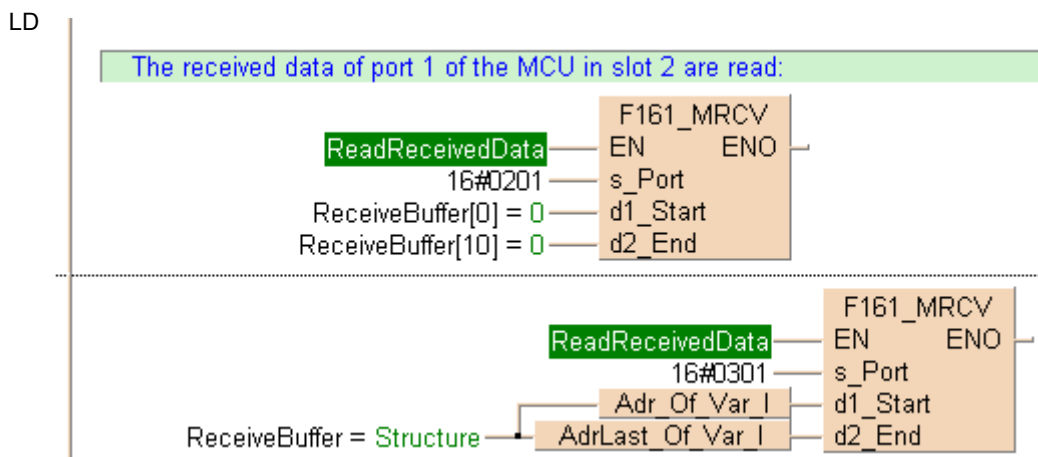 LD
The received data of port 1 of the MCU in slot 2 are read:
F161_MRCV
ReadReceivedData EN ENO
16#0201 s_Port
ReceiveBuffer[0] = 0 d1_Start
ReceiveBuffer[10] = 0 d2_End
F161_MRCV
ReadReceivedData EN ENO
16#0301 s_Port
Adr_Of_Var_I d1_Start
ReceiveBuffer = Structure AdrLast_Of_Var_I d2_End